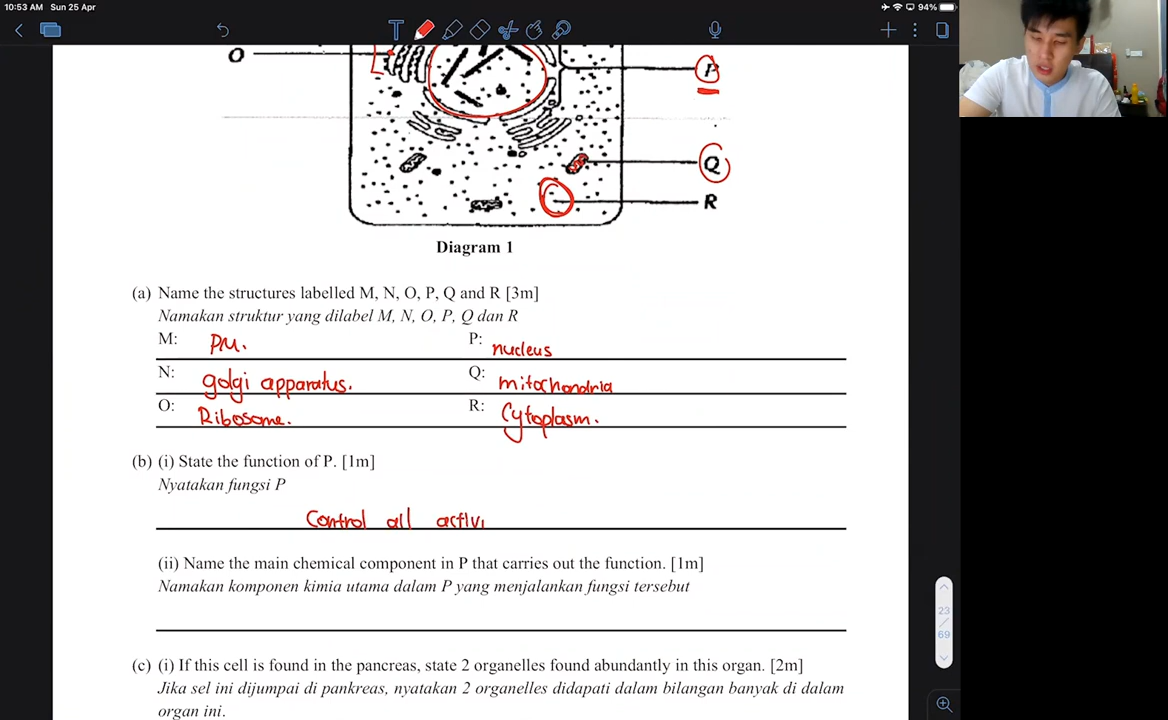 10:53 AM Sun 25 Apr
94%
T
O
P
Q
R
Diagram 1
(a) Name the structures labelled M, N, O, P, Q and R [3m]
Namakan struktur yang dilabel M, N, O, P, Q dan R
M: PM. P: nucleus
N: golgi apparatus. Q: mitochondria
O: Ribosome. R: Cytoplasm.
(b) (i) State the function of P. [1m]
Nyatakan fungsi P
Control all activi
(ii) Name the main chemical component in P that carries out the function. [1m]
Namakan komponen kimia utama dalam P yang menjalankan fungsi tersebut
23
/
69
(c) (i) If this cell is found in the pancreas, state 2 organelles found abundantly in this organ. [2m]
Jika sel ini dijumpai di pankreas, nyatakan 2 organelles didapati dalam bilangan banyak di dalam
organ ini.